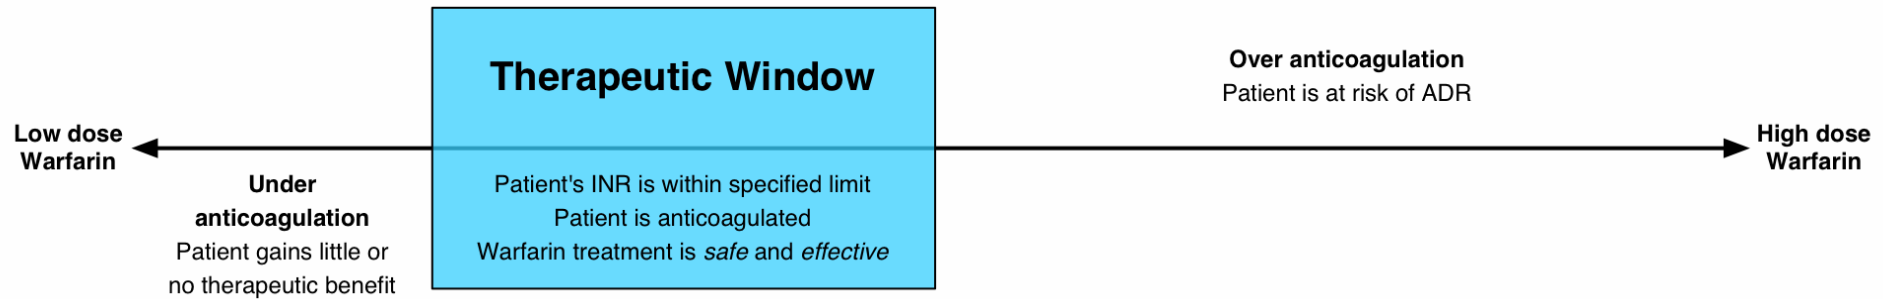 Low dose
Warfarin
Under
anticoagulation
Patient gains little or
no therapeutic benefit
Therapeutic Window
Patient's INR is within specified limit
Patient is anticoagulated
Warfarin treatment is safe and effective
Over anticoagulation
Patient is at risk of ADR
High dose
Warfarin